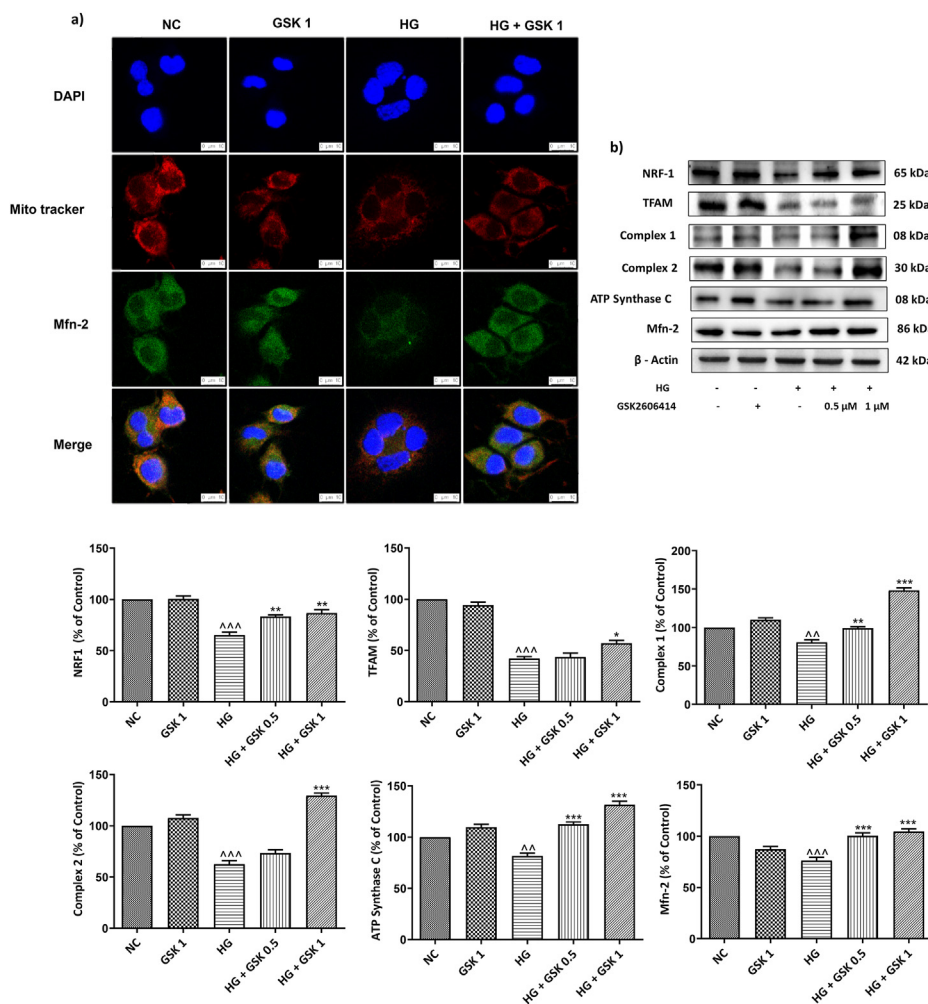 a)
NC
GSK 1
HG
HG + GSK 1
DAPI
Mito tracker
Mfn-2
Merge
b)
NRF-1
65 kDa
TFAM
25 kDa
Complex 1
08 kDa
Complex 2
30 kDa
ATP Synthase C
08 kDa
Mfn-2
86 kDa
β - Actin
42 kDa
HG
- - + + +
GSK2606414
- + - 0.5 μM 1 μM
NRF1 (% of Control)
150
100
50
0
^^^
**
**
NC
GSK 1
HG
HG + GSK 0.5
HG + GSK 1
TFAM (% of Control)
150
100
50
0
^^^
*
NC
GSK 1
HG
HG + GSK 0.5
HG + GSK 1
Complex 1 (% of Control)
200
150
100
50
0
^^
**
***
NC
GSK 1
HG
HG + GSK 0.5
HG + GSK 1
Complex 2 (% of Control)
150
100
50
0
^^^
***
NC
GSK 1
HG
HG + GSK 0.5
HG + GSK 1
ATP Synthase C (% of Control)
150
100
50
0
^^
***
***
NC
GSK 1
HG
HG + GSK 0.5
HG + GSK 1
Mfn-2 (% of Control)
150
100
50
0
^^^
***
***
NC
GSK 1
HG
HG + GSK 0.5
HG + GSK 1